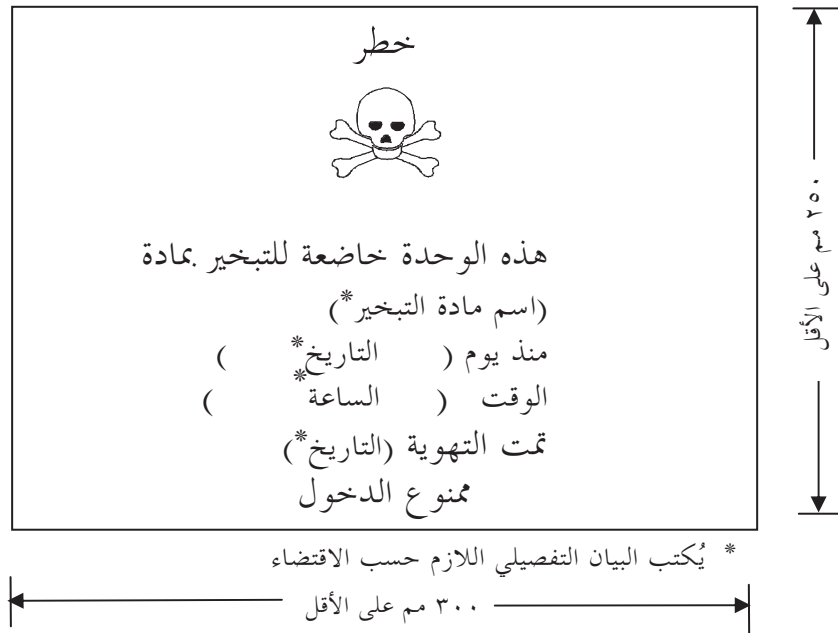 خطر
هذه الوحدة خاضعة للتبخير بمادة
(اسم مادة التبخير*)
منذ يوم ( التاريخ* )
الوقت ( الساعة* )
تمت التهوية (التاريخ*)
ممنوع الدخول
* يُكتب البيان التفصيلي اللازم حسب الاقتضاء
٣٠٠ مم على الأقل
٢٥٠ مم على الأقل